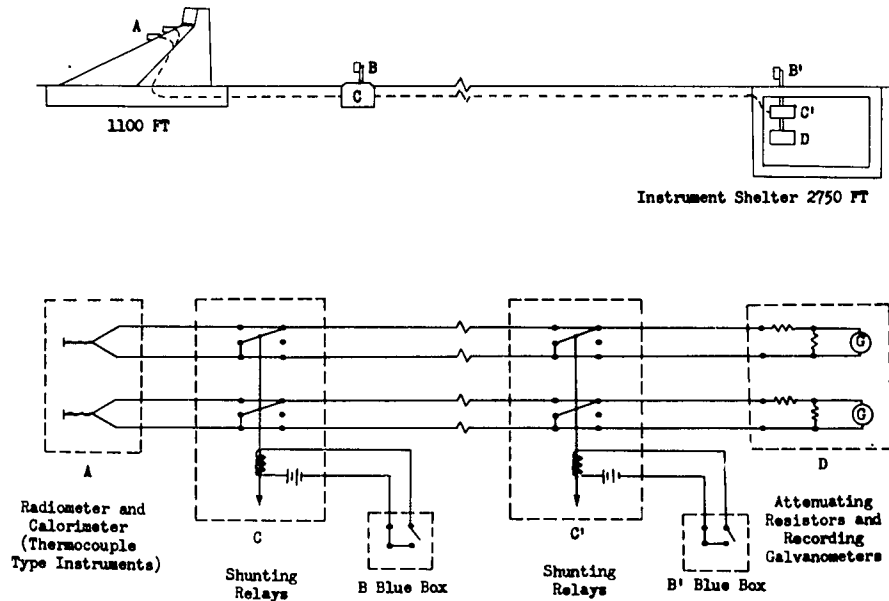 A
B
C
1100 FT
B'
C'
D
Instrument Shelter 2750 FT
G
G
A
Radiometer and
Calorimeter
(Thermocouple
Type Instruments)
C
Shunting
Relays
B Blue Box
C'
Shunting
Relays
B' Blue Box
D
Attenuating
Resistors and
Recording
Galvanometers